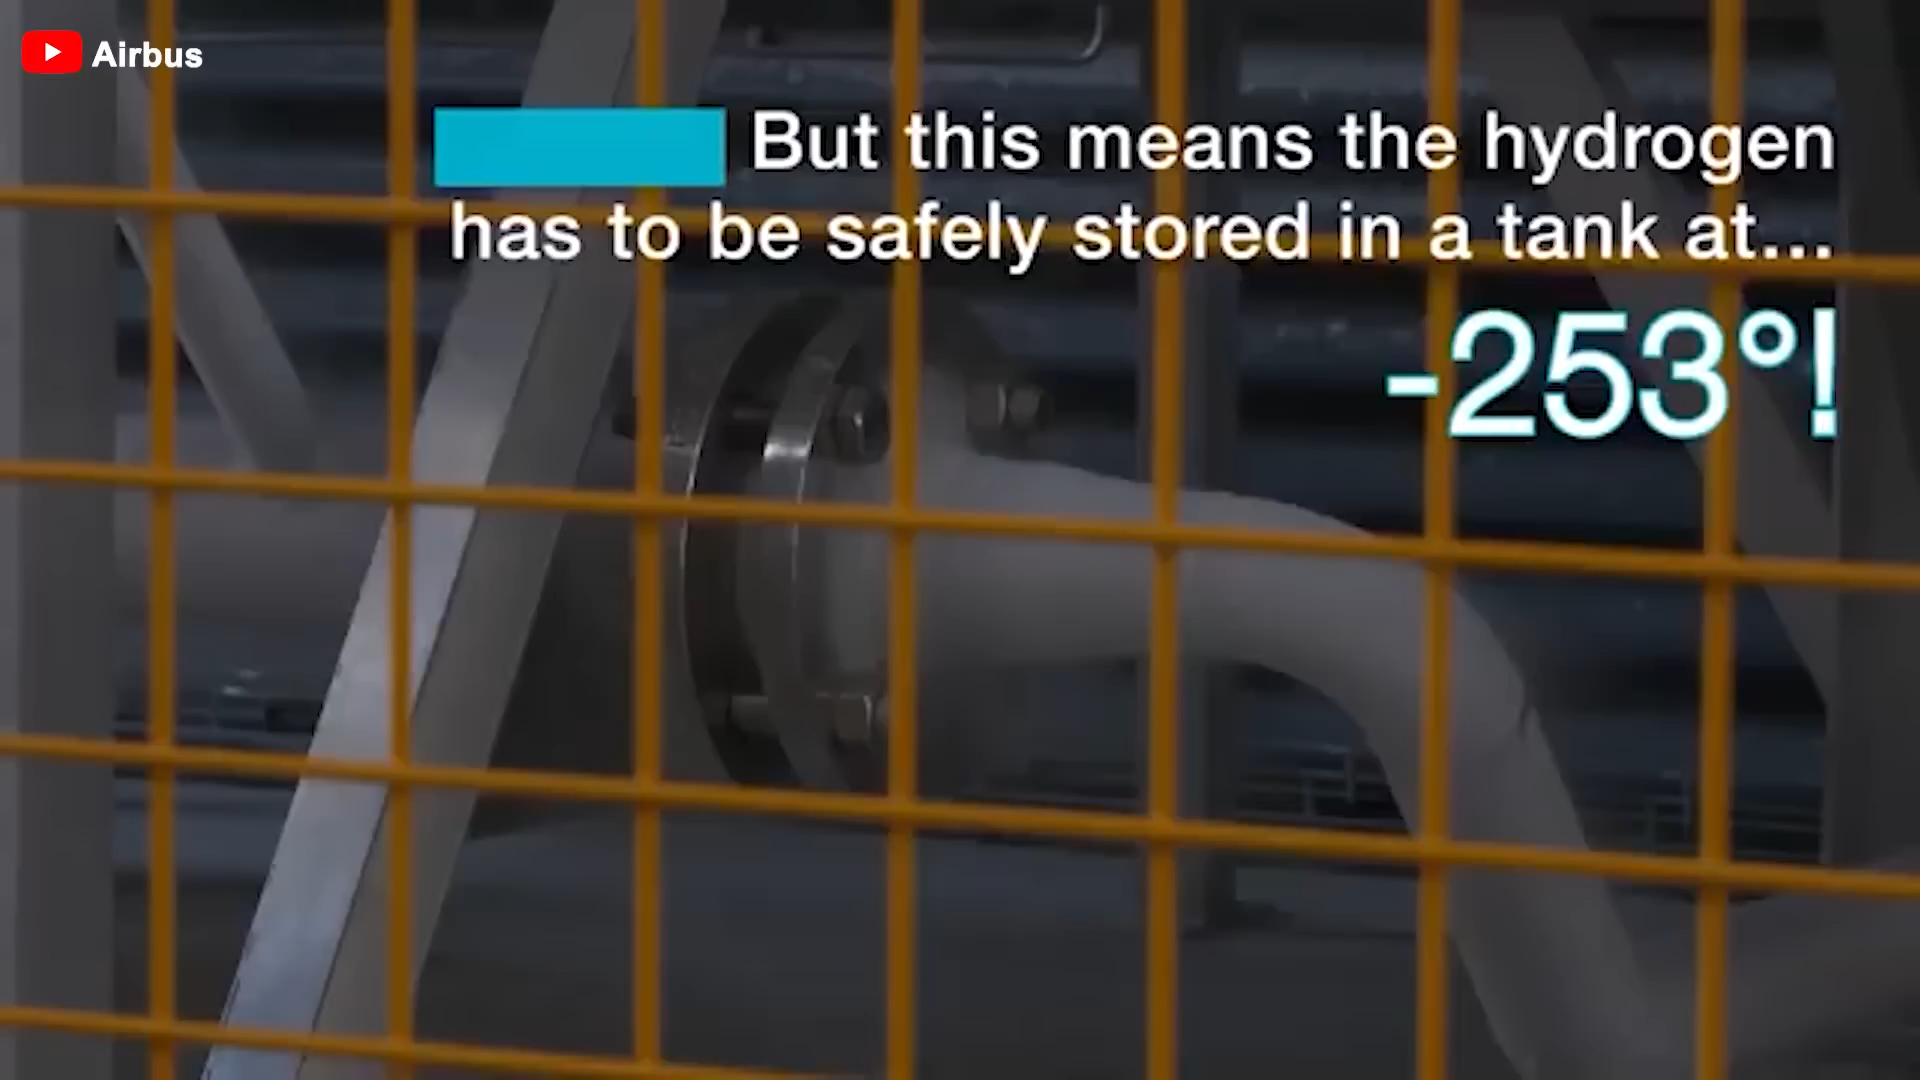 Airbus
But this means the hydrogen
has to be safely stored in a tank at...
-253°!